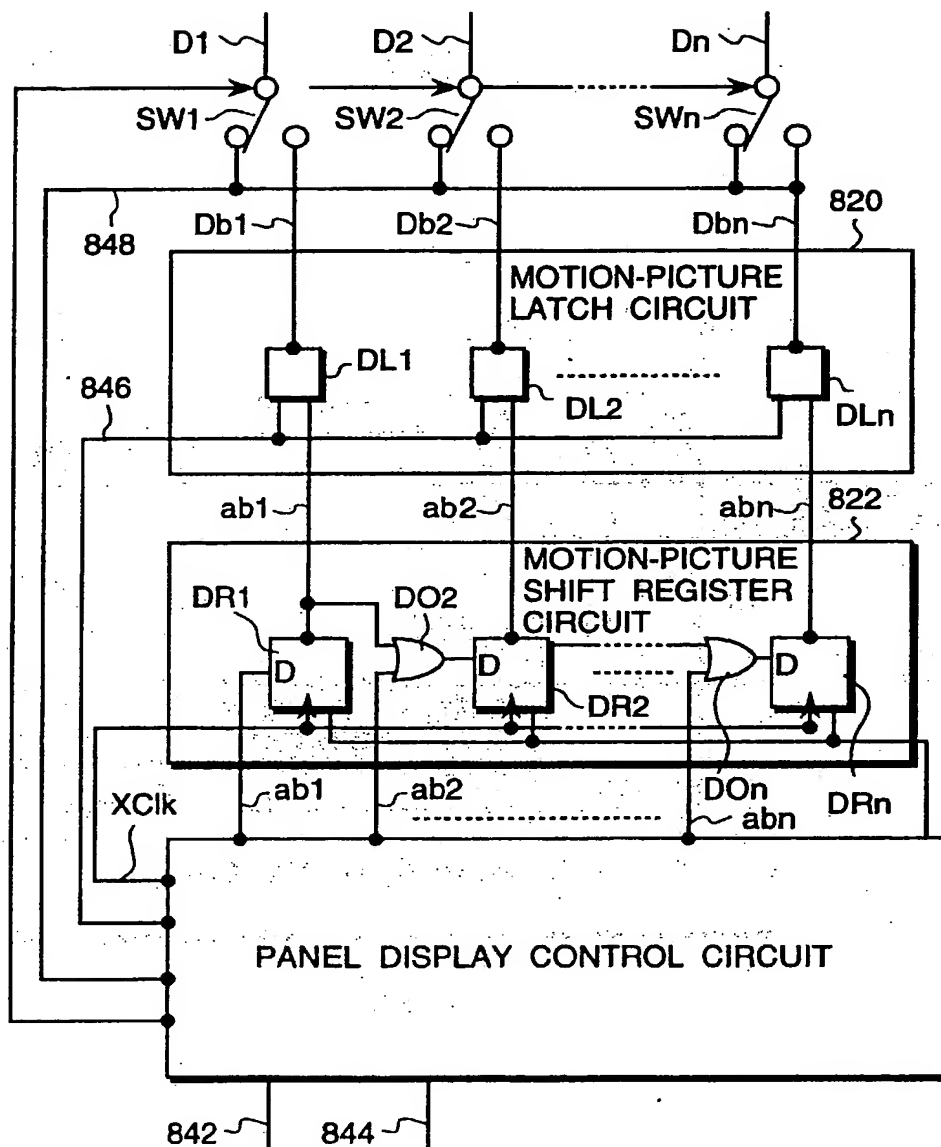 D1
D2
Dn
SW1
SW2
SWn
848
Db1
Db2
Dbn
820
MOTION-PICTURE
LATCH CIRCUIT
DL1
DL2
DLn
846
ab1
ab2
abn
822
MOTION-PICTURE
SHIFT REGISTER
CIRCUIT
DR1
DO2
D
D
D
DR2
DOn
DRn
XClk
ab1
ab2
abn
PANEL DISPLAY CONTROL CIRCUIT
842
844